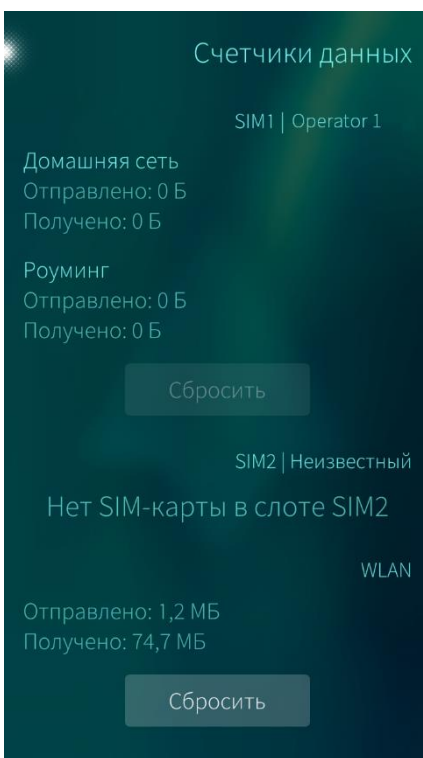 Счетчики данных
SIM1 | Operator 1
Домашняя сеть
Отправлено: 0 Б
Получено: 0 Б
Роуминг
Отправлено: 0 Б
Получено: 0 Б
Сбросить
SIM2 | Неизвестный
Нет SIM-карты в слоте SIM2
WLAN
Отправлено: 1,2 МБ
Получено: 74,7 МБ
Сбросить